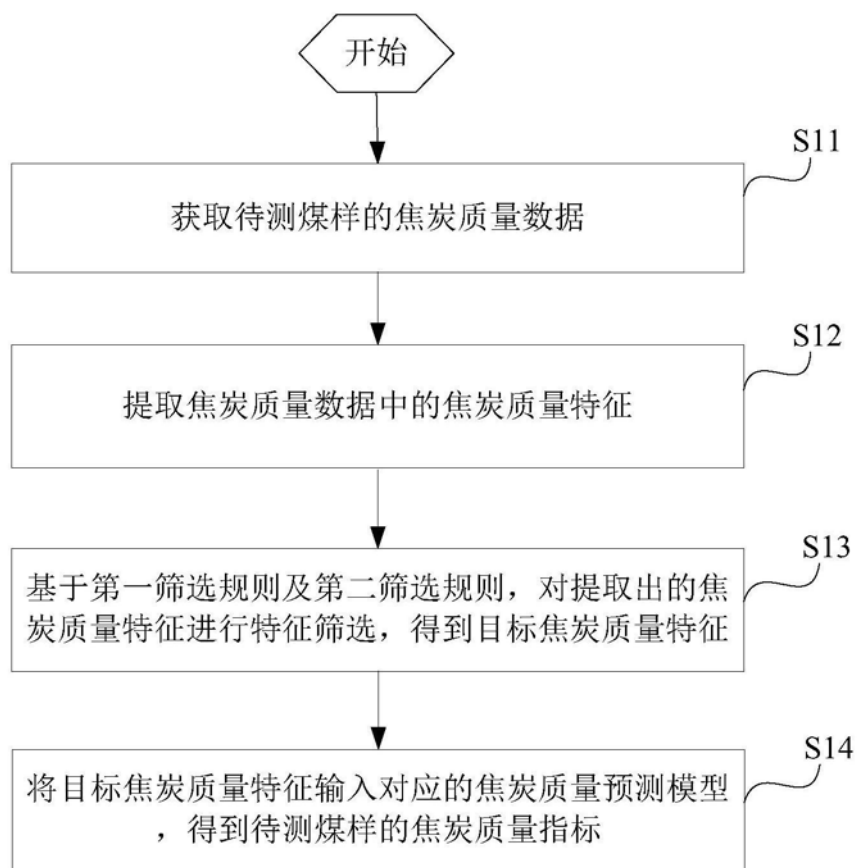 开始
S11
获取待测煤样的焦炭质量数据
S12
提取焦炭质量数据中的焦炭质量特征
S13
基于第一筛选规则及第二筛选规则，对提取出的焦
炭质量特征进行特征筛选，得到目标焦炭质量特征
S14
将目标焦炭质量特征输入对应的焦炭质量预测模型
，得到待测煤样的焦炭质量指标